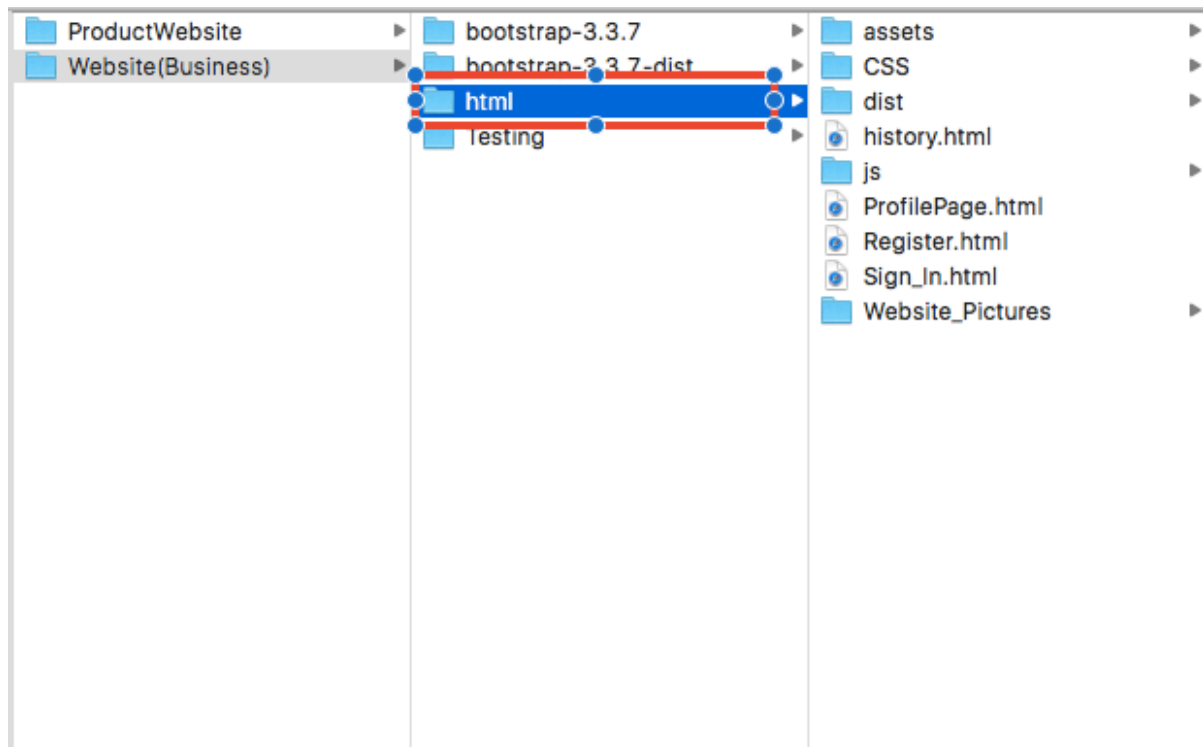 ProductWebsite
Website(Business)
bootstrap-3.3.7
bootstrap-3.3.7-dist
html
Testing
assets
CSS
dist
history.html
js
ProfilePage.html
Register.html
Sign_In.html
Website_Pictures